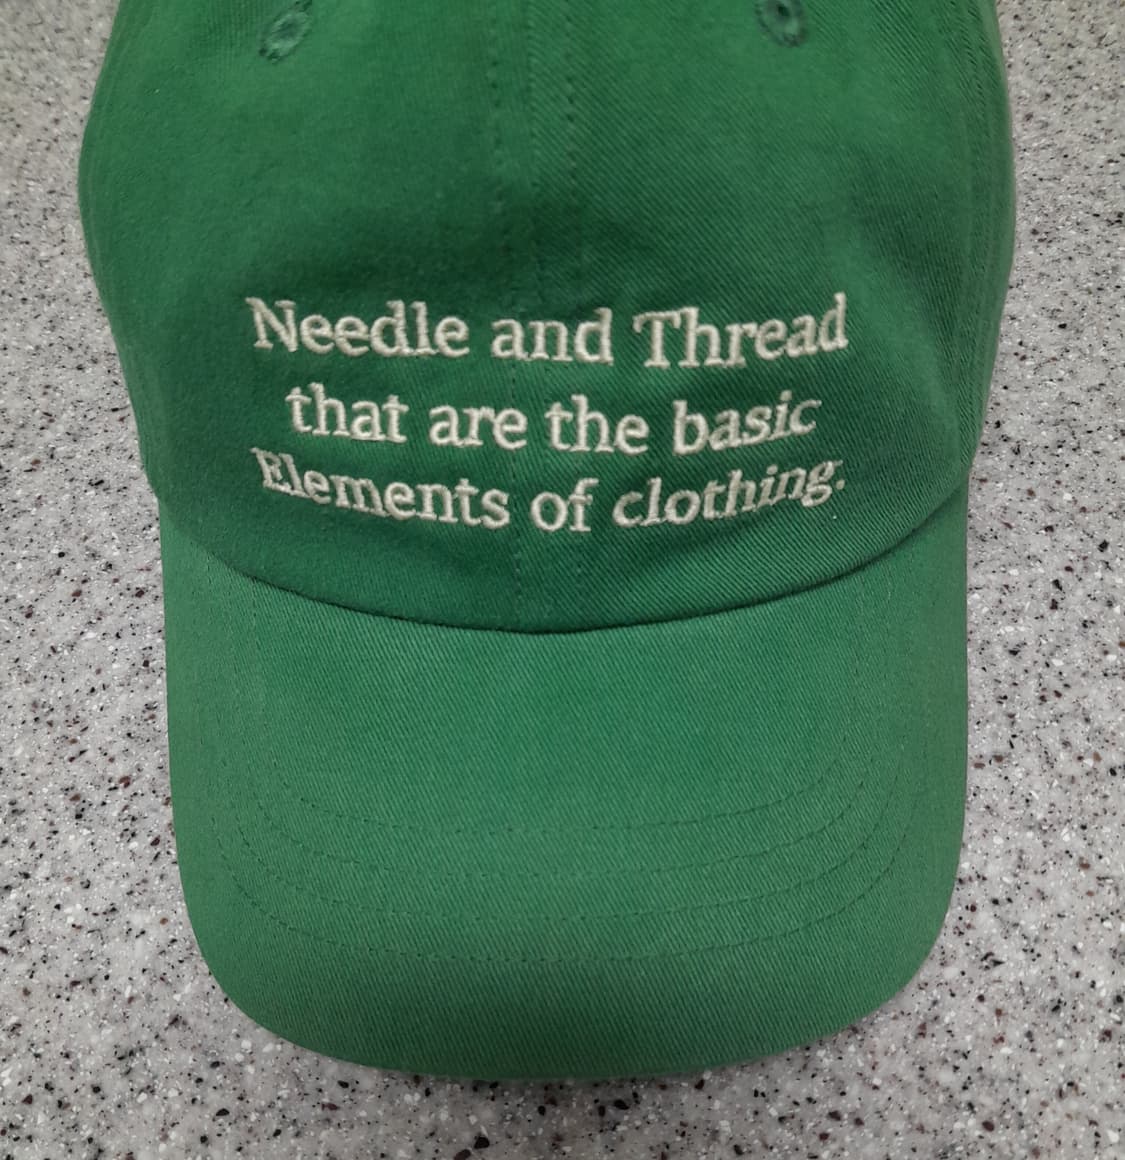 Needle and Thread
that are the basic
Elements of clothing.